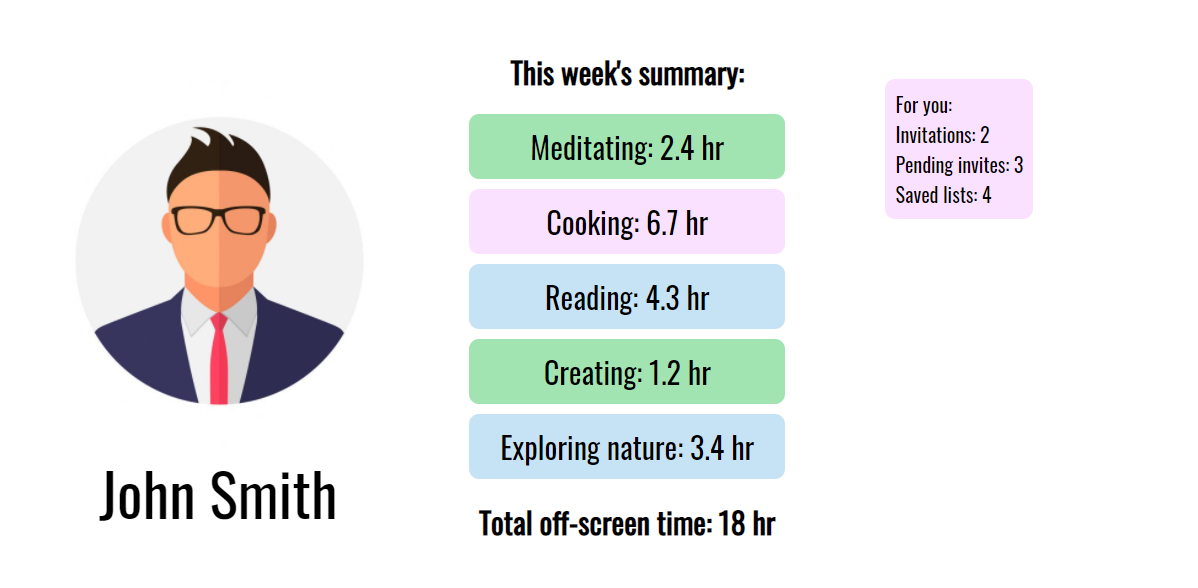 This week's summary:
Meditating: 2.4 hr
Cooking: 6.7 hr
Reading: 4.3 hr
Creating: 1.2 hr
Exploring nature: 3.4 hr
Total off-screen time: 18 hr
For you:
Invitations: 2
Pending invites: 3
Saved lists: 4
John Smith